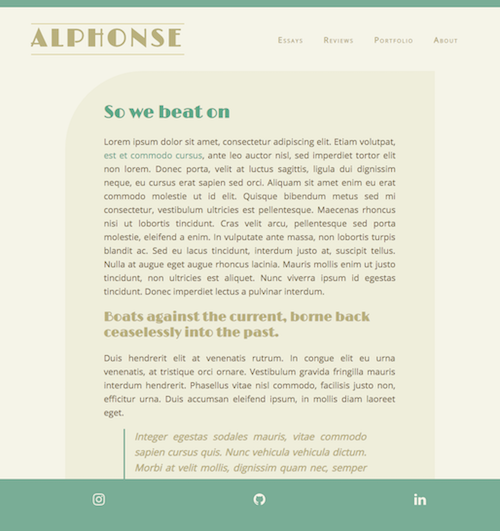 ALPHONSE
Essays Reviews Portfolio About
So we beat on
Lorem ipsum dolor sit amet, consectetur adipiscing elit. Etiam volutpat,
est et commodo cursus, ante leo auctor nisl, sed imperdiet tortor elit
non lorem. Donec porta, velit at luctus sagittis, ligula dui dignissim
neque, eu cursus erat sapien sed orci. Aliquam sit amet enim eu erat
commodo molestie ut id elit. Quisque bibendum metus sed mi
consectetur, vestibulum ultricies est pellentesque. Maecenas rhoncus
nisi ut lobortis tincidunt. Cras velit arcu, pellentesque sed porta
molestie, eleifend a enim. In vulputate ante massa, non lobortis turpis
blandit ac. Sed eu lacus tincidunt, interdum justo at, suscipit tellus.
Nulla at augue eget augue rhoncus lacinia. Mauris mollis enim ut justo
tincidunt, non ultricies est aliquet. Nunc viverra ipsum id egestas
tincidunt. Donec imperdiet lectus a pulvinar interdum.
Boats against the current, borne back
ceaselessly into the past.
Duis hendrerit elit at venenatis rutrum. In congue elit eu urna
venenatis, at tristique orci ornare. Vestibulum gravida fringilla mauris
interdum hendrerit. Phasellus vitae nisl commodo, facilisis justo non,
efficitur urna. Duis accumsan eleifend ipsum, in mollis diam laoreet
eget.
Integer egestas sodales mauris, vitae commodo
sapien cursus quis. Nunc vehicula vehicula dictum.
Morbi at velit mollis, dignissim quam nec, semper